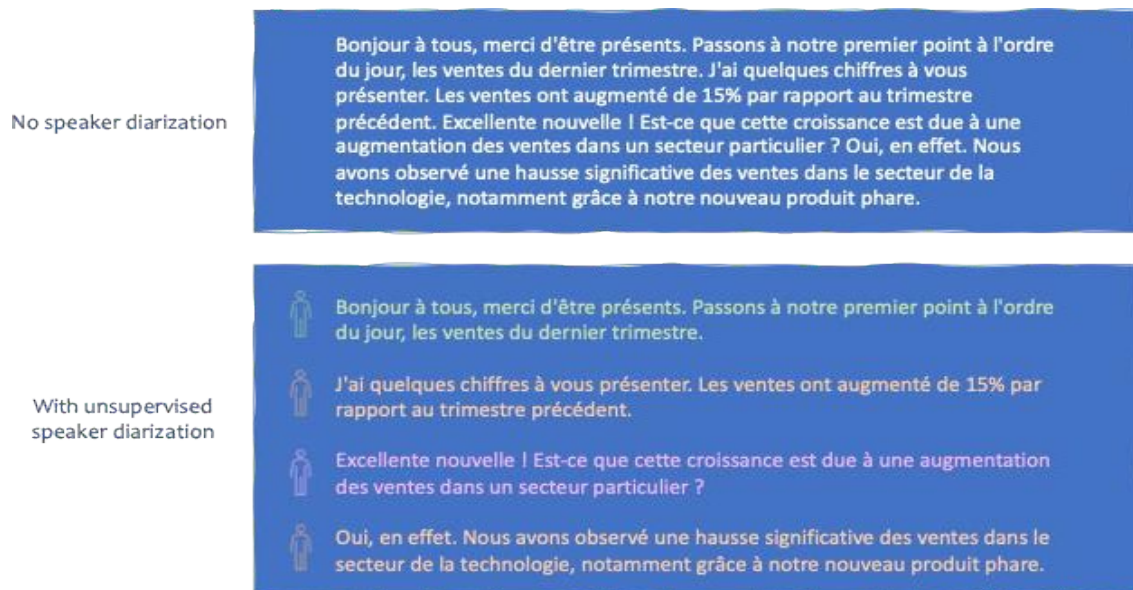 No speaker diarization
Bonjour à tous, merci d'être présents. Passons à notre premier point à l'ordre
du jour, les ventes du dernier trimestre. J'ai quelques chiffres à vous
présenter. Les ventes ont augmenté de 15% par rapport au trimestre
précédent. Excellente nouvelle ! Est-ce que cette croissance est due à une
augmentation des ventes dans un secteur particulier ? Oui, en effet. Nous
avons observé une hausse significative des ventes dans le secteur de la
technologie, notamment grâce à notre nouveau produit phare.
With unsupervised
speaker diarization
Bonjour à tous, merci d'être présents. Passons à notre premier point à l'ordre
du jour, les ventes du dernier trimestre.
J'ai quelques chiffres à vous présenter. Les ventes ont augmenté de 15% par
rapport au trimestre précédent.
Excellente nouvelle ! Est-ce que cette croissance est due à une augmentation
des ventes dans un secteur particulier ?
Oui, en effet. Nous avons observé une hausse significative des ventes dans le
secteur de la technologie, notamment grâce à notre nouveau produit phare.